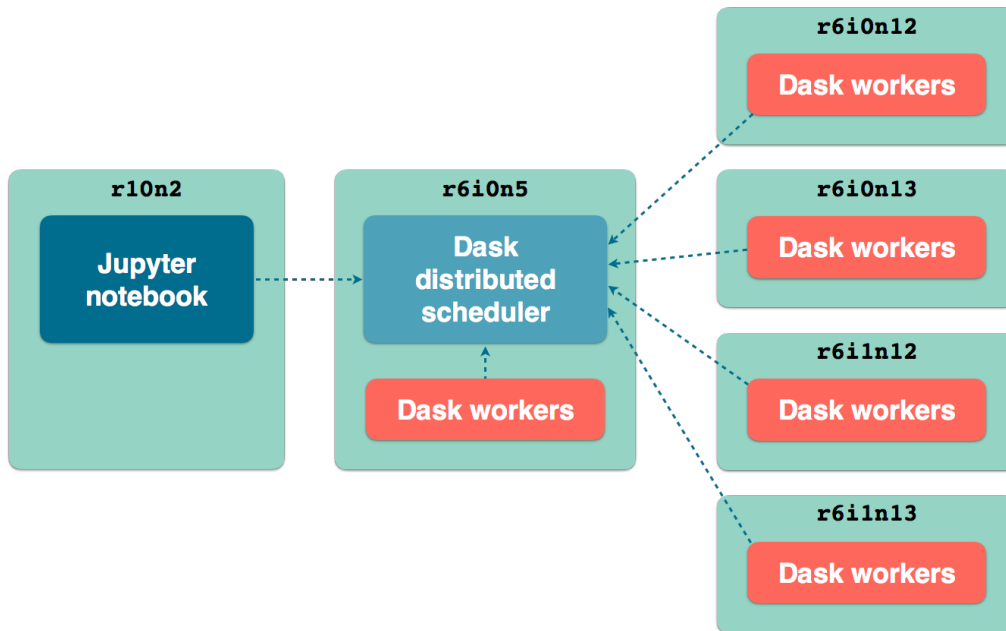 r10n2
Jupyter
notebook
r6i0n5
Dask
distributed
scheduler
Dask workers
r6i0n12
Dask workers
r6i0n13
Dask workers
r6i1n12
Dask workers
r6i1n13
Dask workers